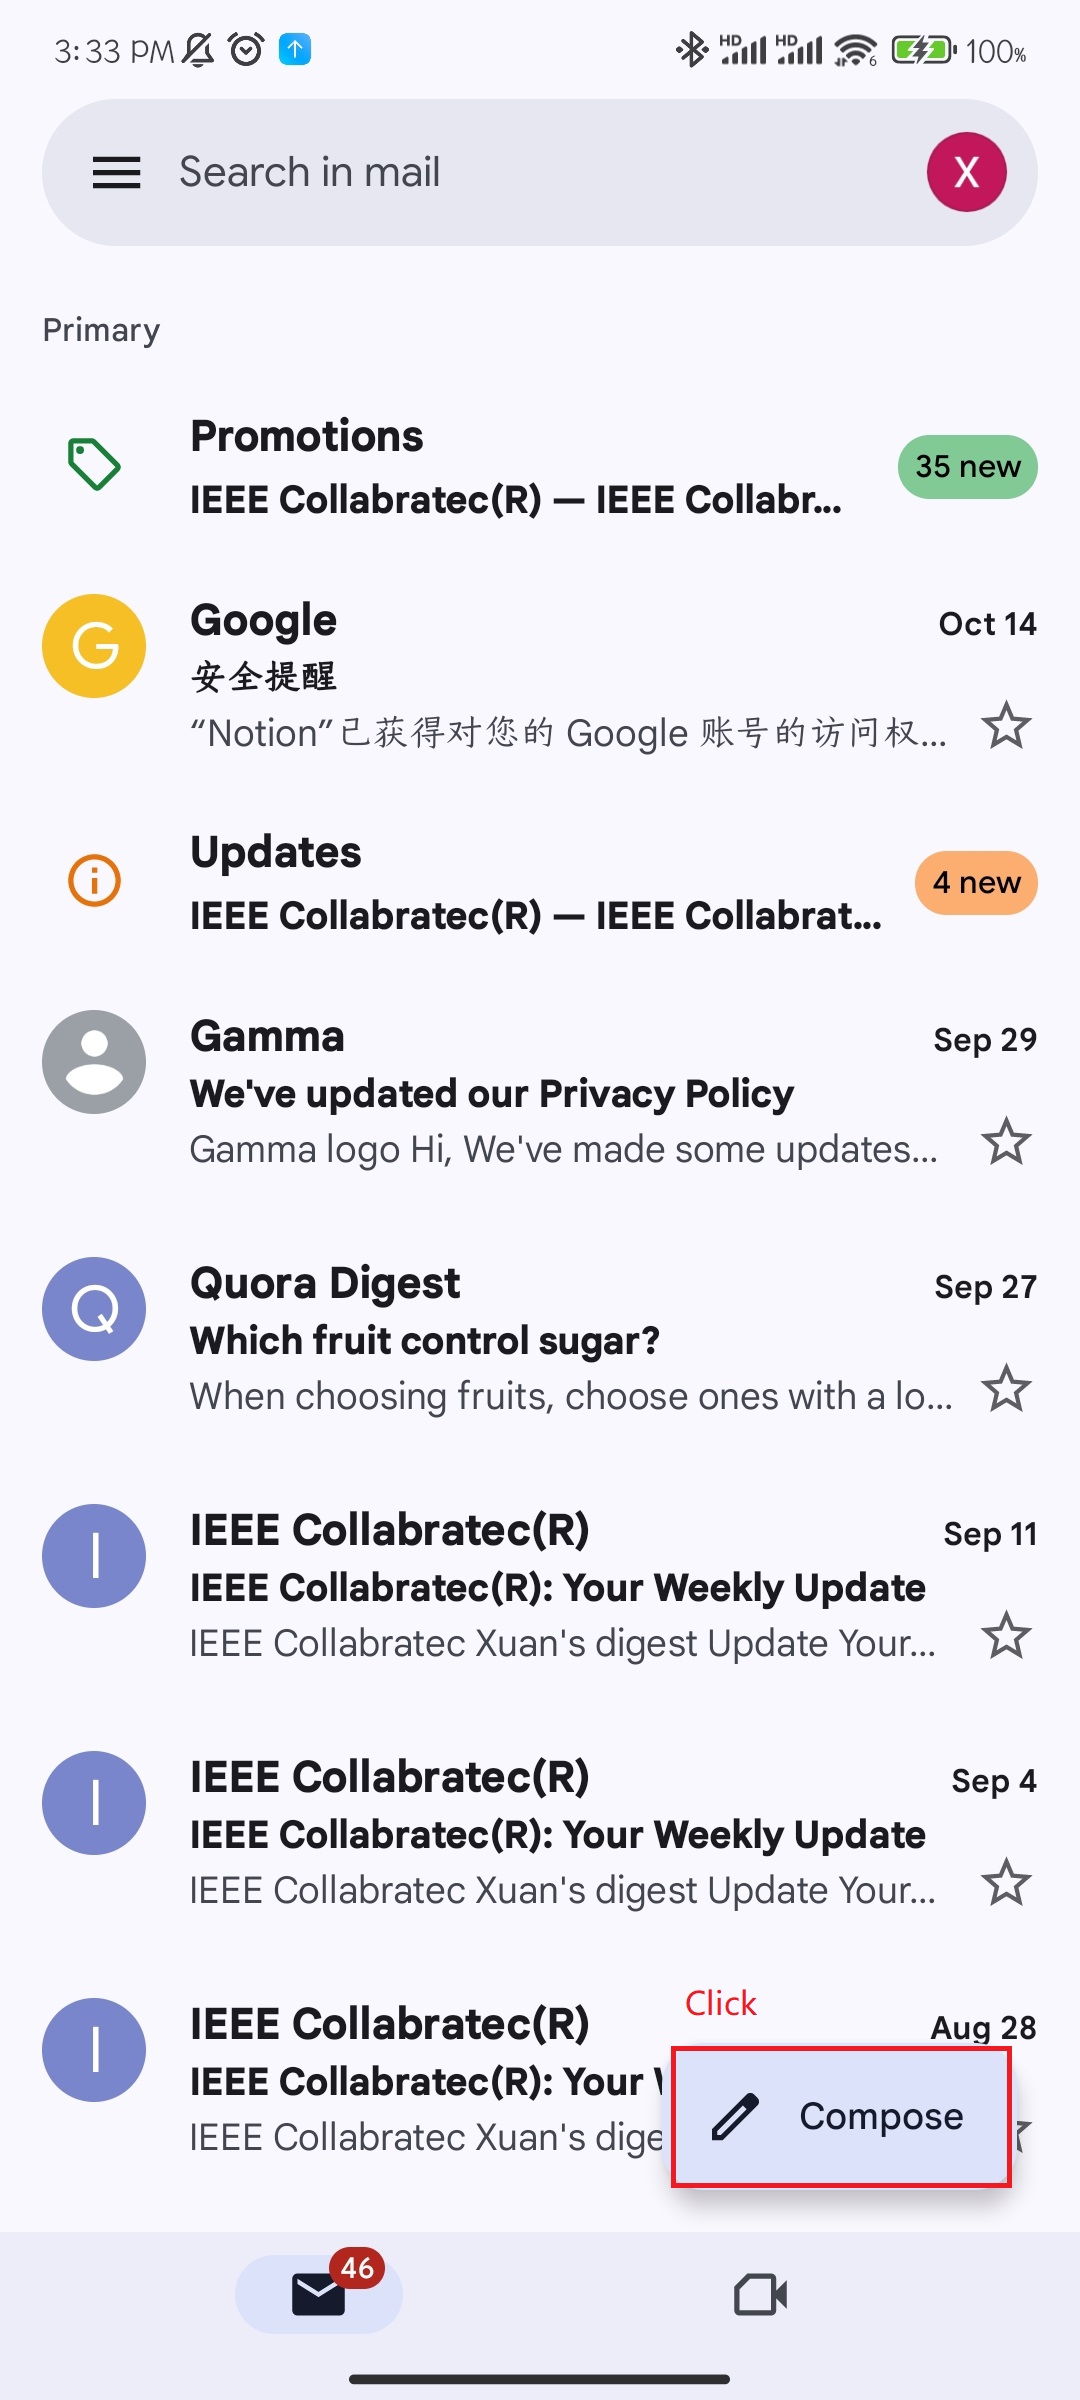 3:33 PM HD HD 6 100%
Search in mail X
Primary
Promotions
IEEE Collabratec(R) — IEEE Collabr...
35 new
G
Google
Oct 14
安全提醒
“Notion”已获得对您的 Google 账号的访问权...
Updates
IEEE Collabratec(R) — IEEE Collabrat...
4 new
Gamma
Sep 29
We've updated our Privacy Policy
Gamma logo Hi, We've made some updates...
Q
Quora Digest
Sep 27
Which fruit control sugar?
When choosing fruits, choose ones with a lo...
I
IEEE Collabratec(R)
Sep 11
IEEE Collabratec(R): Your Weekly Update
IEEE Collabratec Xuan's digest Update Your...
I
IEEE Collabratec(R)
Sep 4
IEEE Collabratec(R): Your Weekly Update
IEEE Collabratec Xuan's digest Update Your...
I
IEEE Collabratec(R)
Click
Aug 28
IEEE Collabratec(R): Your
IEEE Collabratec Xuan's dige
Compose
46